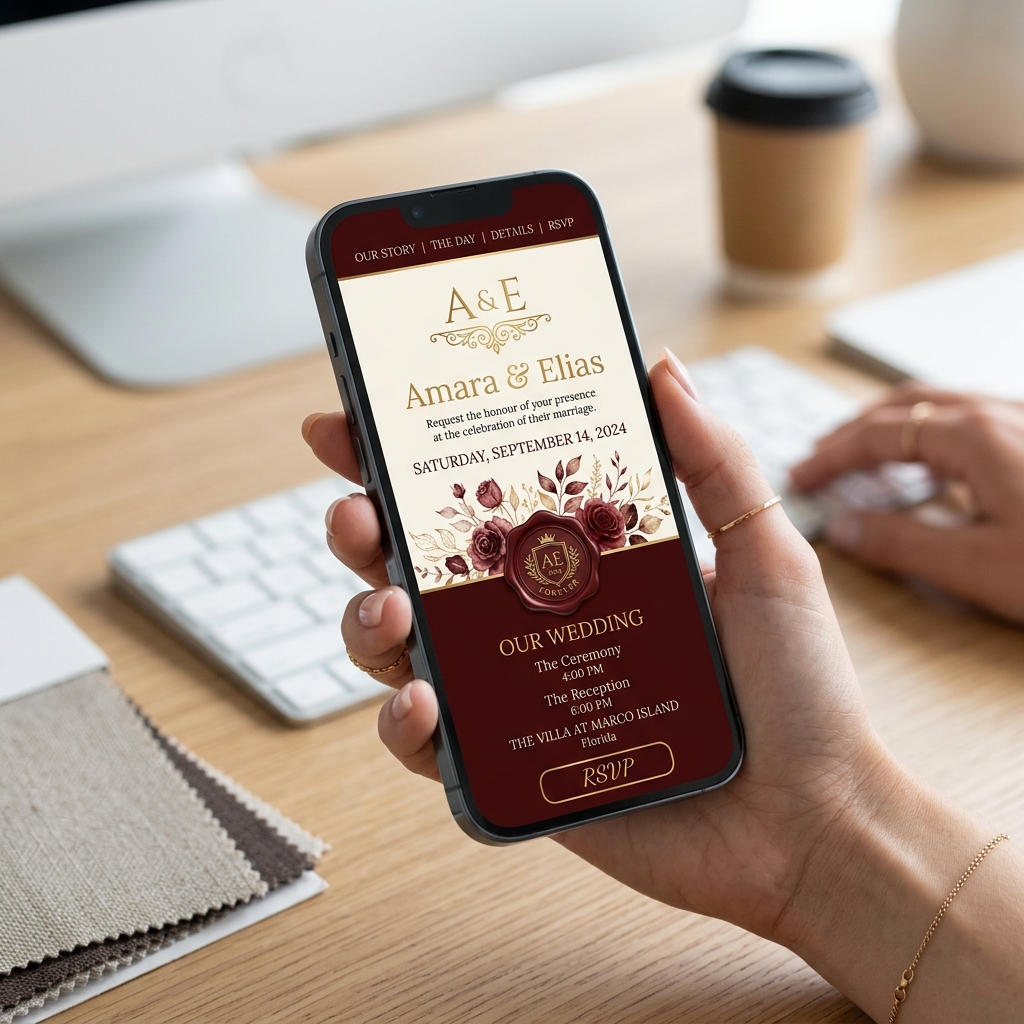 OUR STORY | THE DAY | DETAILS | RSVP
A & E
Amara & Elias
Request the honour of your presence
at the celebration of their marriage.
SATURDAY, SEPTEMBER 14, 2024
AE
OUR WEDDING
The Ceremony
4:00 PM
The Reception
6:00 PM
THE VILLA AT MARCO ISLAND
Florida
RSVP